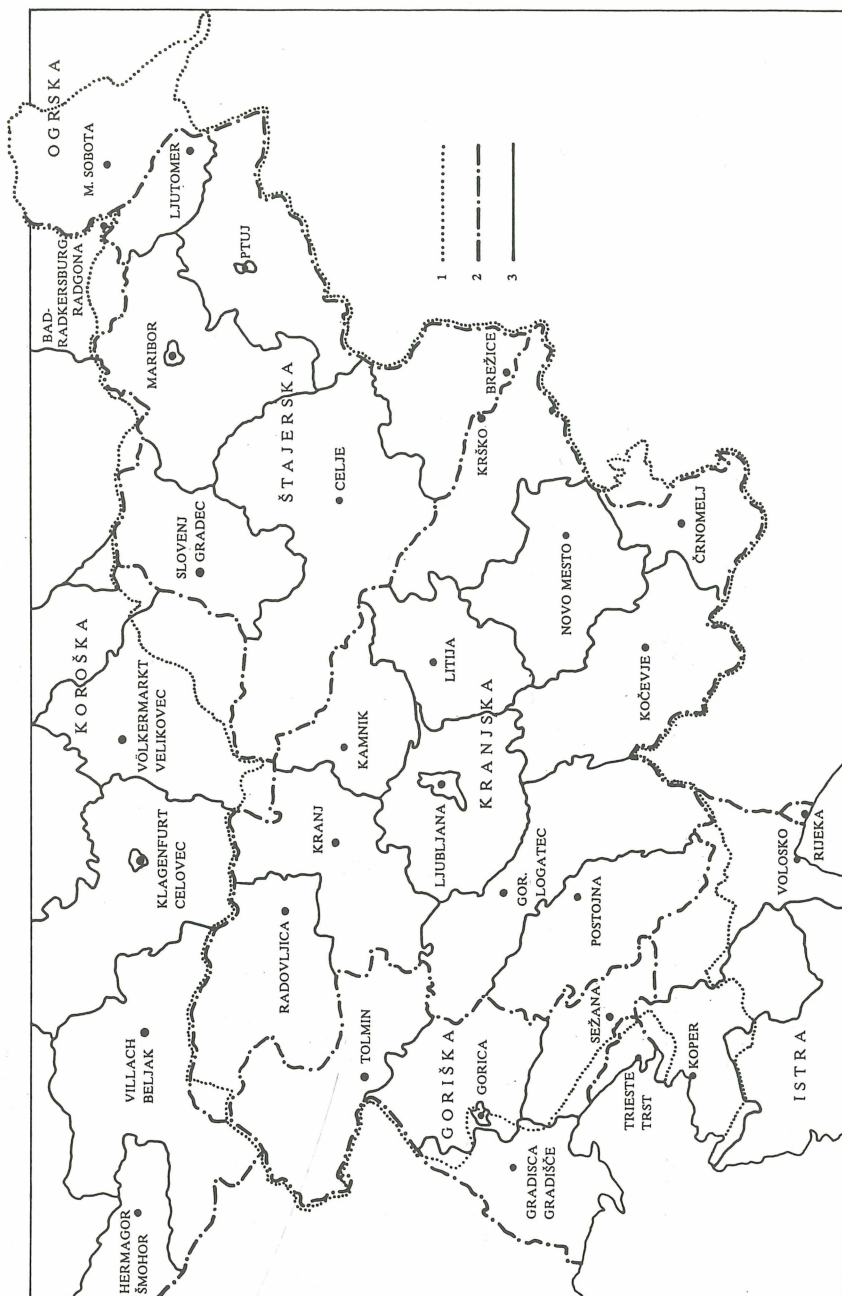 OGRSKA
M. SOBOTA
BAD-
RADKERSBURG
RADGONA
LJUTOMER
PTUJ
MARIBOR
ŠTAJERSKA
SLOVENJ
GRADEC
CELJE
KRŠKO
BREŽICE
KOROŠKA
VÖLKERMARKT
VELIKOVEC
KLAGENFURT
CELOVEC
VILLACH
BELJAK
HERMAGOR
ŠMOHOR
KAMNIK
KRANJ
RADOVLJICA
TOLMIN
LITIJA
LJUBLJANA
KRANJSKA
NOVO MESTO
ČRNOMELJ
KOČEVJE
GOR.
LOGATEC
POSTOJNA
GORIŠKA
GORICA
GRADISCA
GRADIŠČE
SEŽANA
TRIESTE
TRST
KOPER
ISTRA
VOLOSKO
RIJEKA
1
2
3